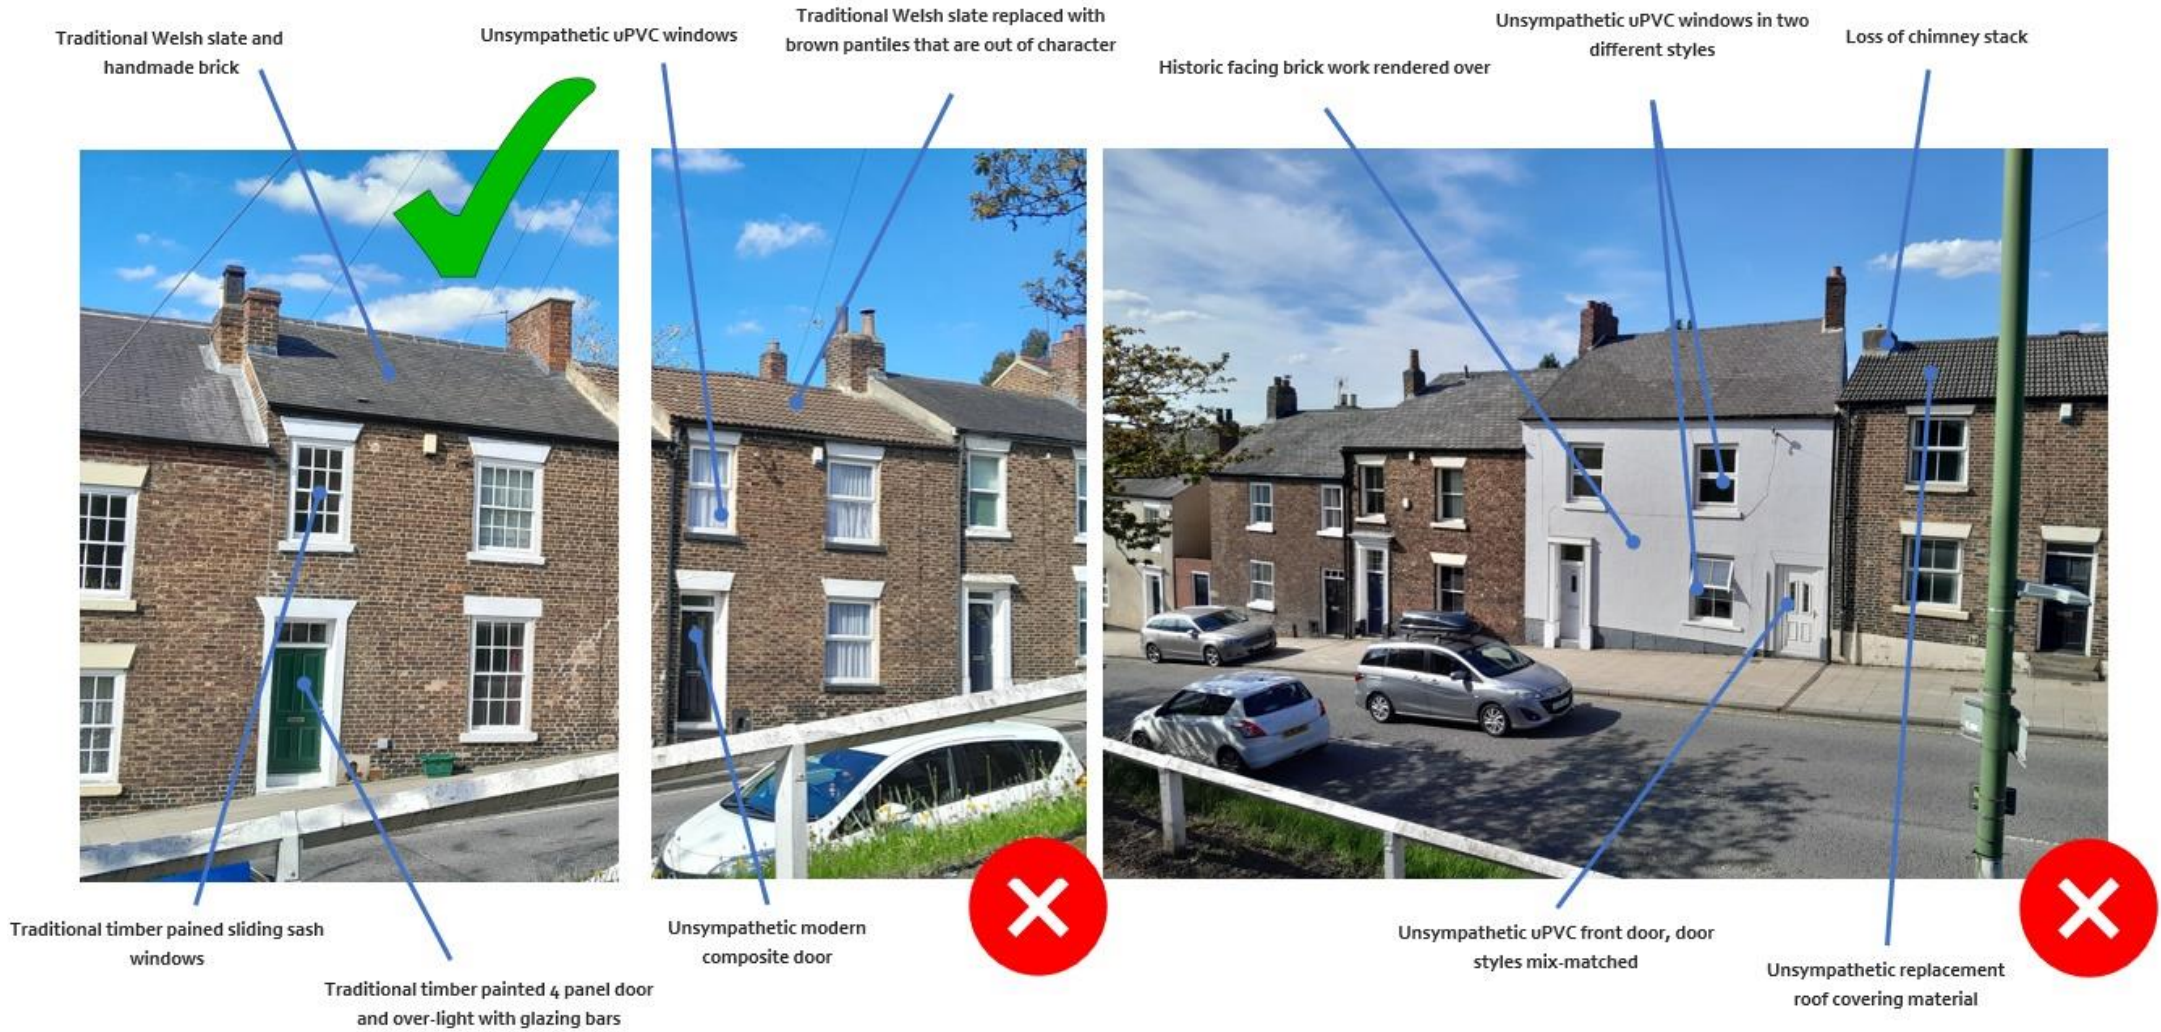 Traditional Welsh slate and
handmade brick
Unsympathetic uPVC windows
Traditional Welsh slate replaced with
brown pantiles that are out of character
Historic facing brick work rendered over
Unsympathetic uPVC windows in two
different styles
Loss of chimney stack
Traditional timber pained sliding sash
windows
Traditional timber painted 4 panel door
and over-light with glazing bars
Unsympathetic modern
composite door
Unsympathetic uPVC front door, door
styles mix-matched
Unsympathetic replacement
roof covering material